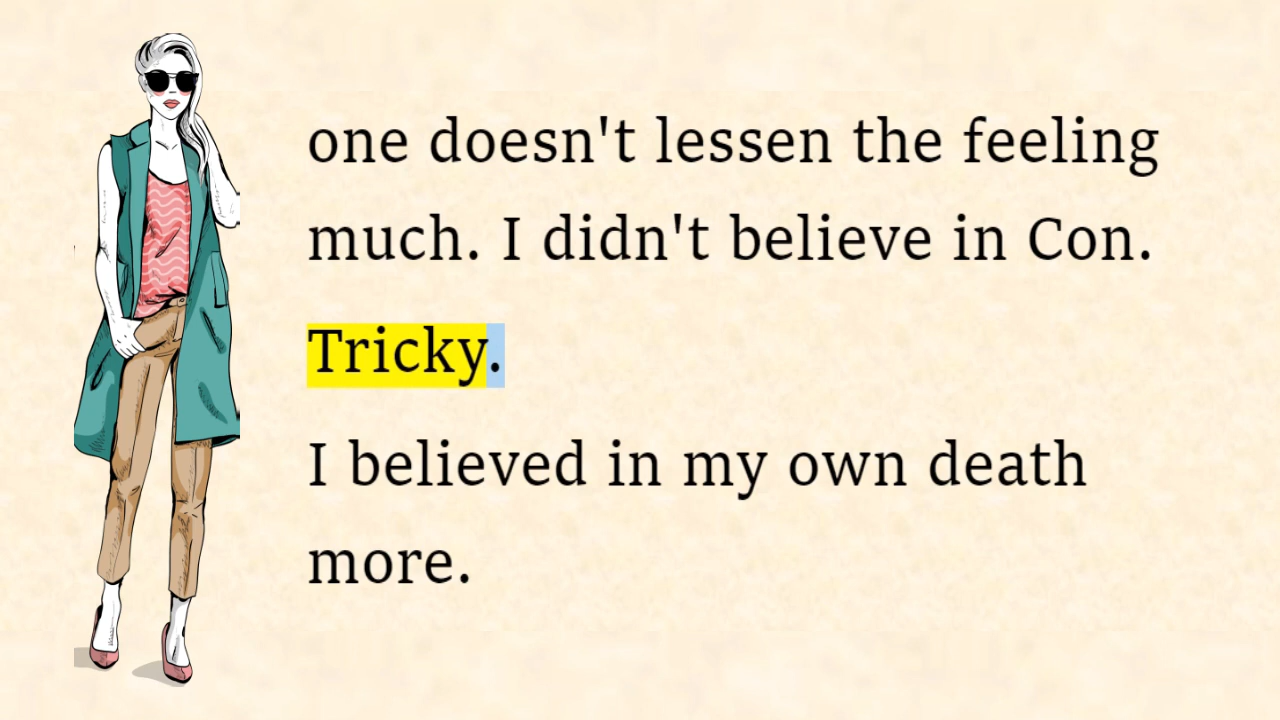 one doesn't lessen the feeling
much. I didn't believe in Con.
Tricky.
I believed in my own death
more.